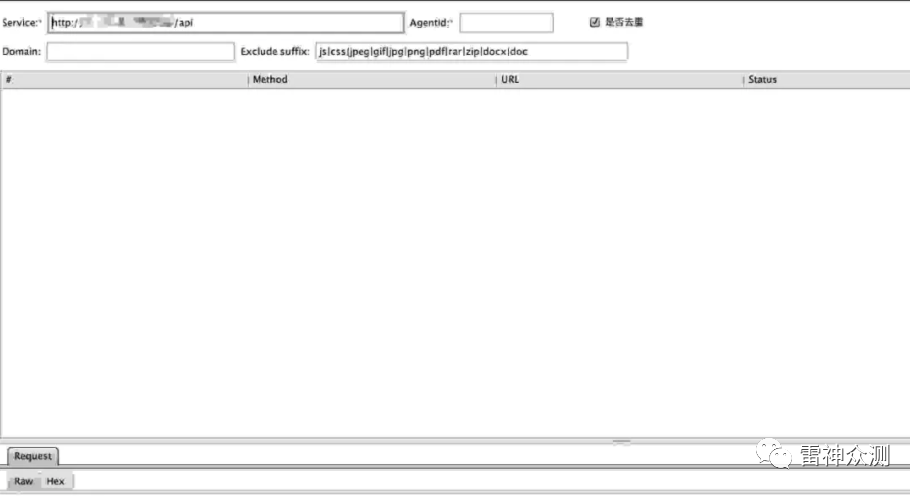 Service:* http:/ /api AgentId:* 是否去重
Domain: Exclude suffix: js|css|jpeg|gif|jpg|png|pdf|rar|zip|docx|doc
# Method URL Status
Request
雷神众测
Raw Hex